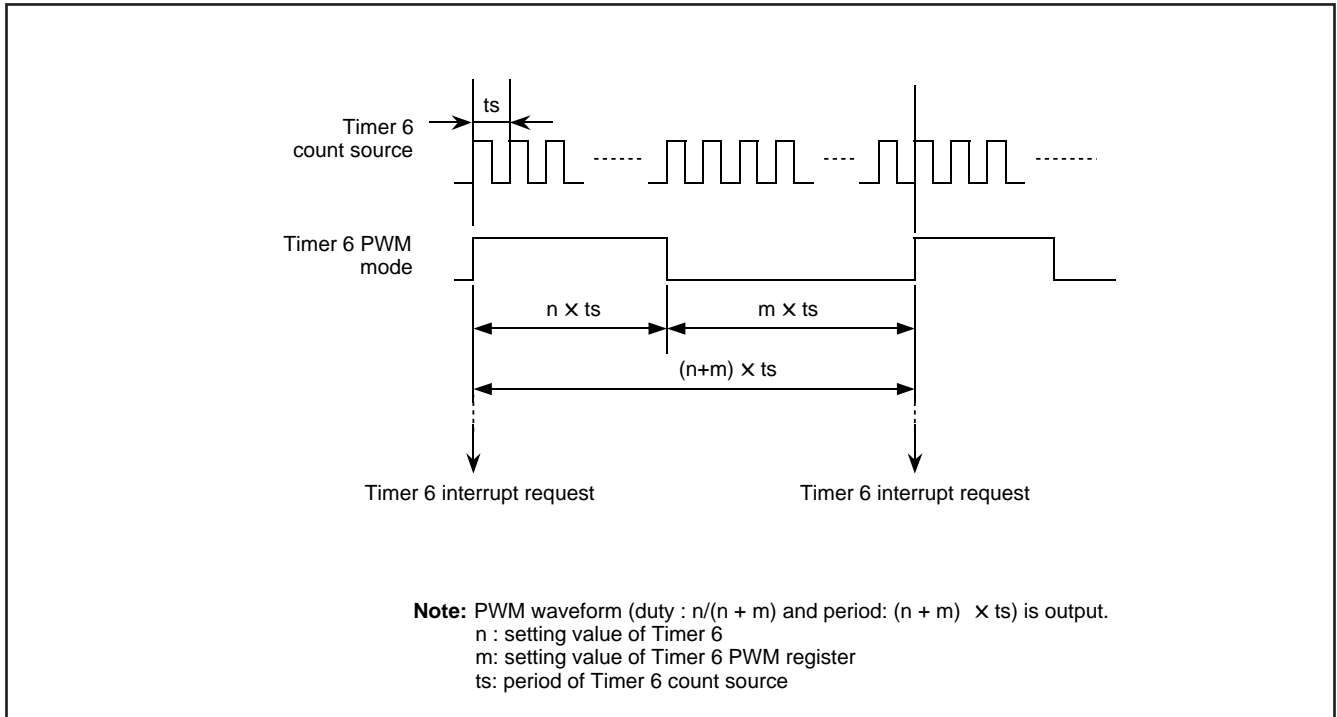 ts
Timer 6
count source
Timer 6 PWM
mode
n × ts
m × ts
(n+m) × ts
Timer 6 interrupt request
Timer 6 interrupt request
Note: PWM waveform (duty : n/(n + m) and period: (n + m) × ts) is output.
n : setting value of Timer 6
m: setting value of Timer 6 PWM register
ts: period of Timer 6 count source